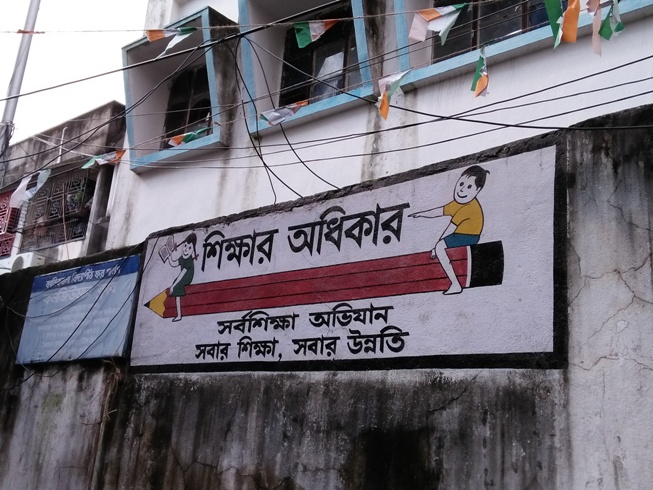 শিক্ষার অধিকার
সর্বশিক্ষা অভিযান
সবার শিক্ষা, সবার উন্নতি